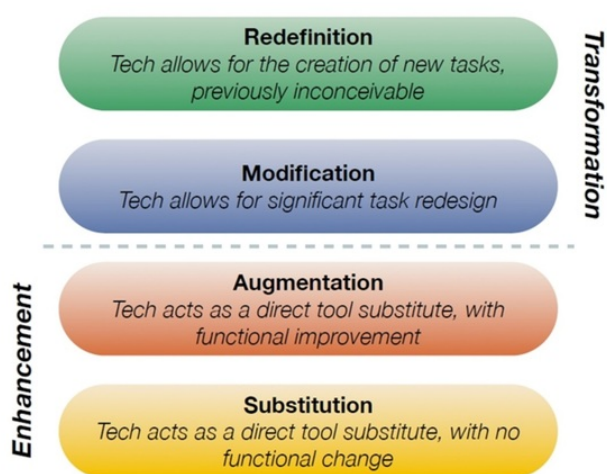 Redefinition
Tech allows for the creation of new tasks,
previously inconceivable
Transformation
Modification
Tech allows for significant task redesign
Augmentation
Tech acts as a direct tool substitute, with
functional improvement
Enhancement
Substitution
Tech acts as a direct tool substitute, with no
functional change